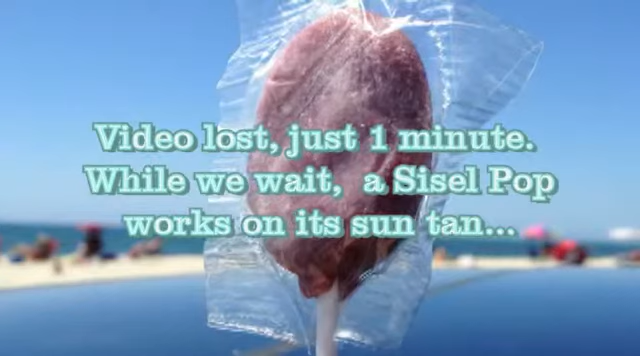 Video lost, just 1 minute.
While we wait, a Sisel Pop
works on its sun tan...